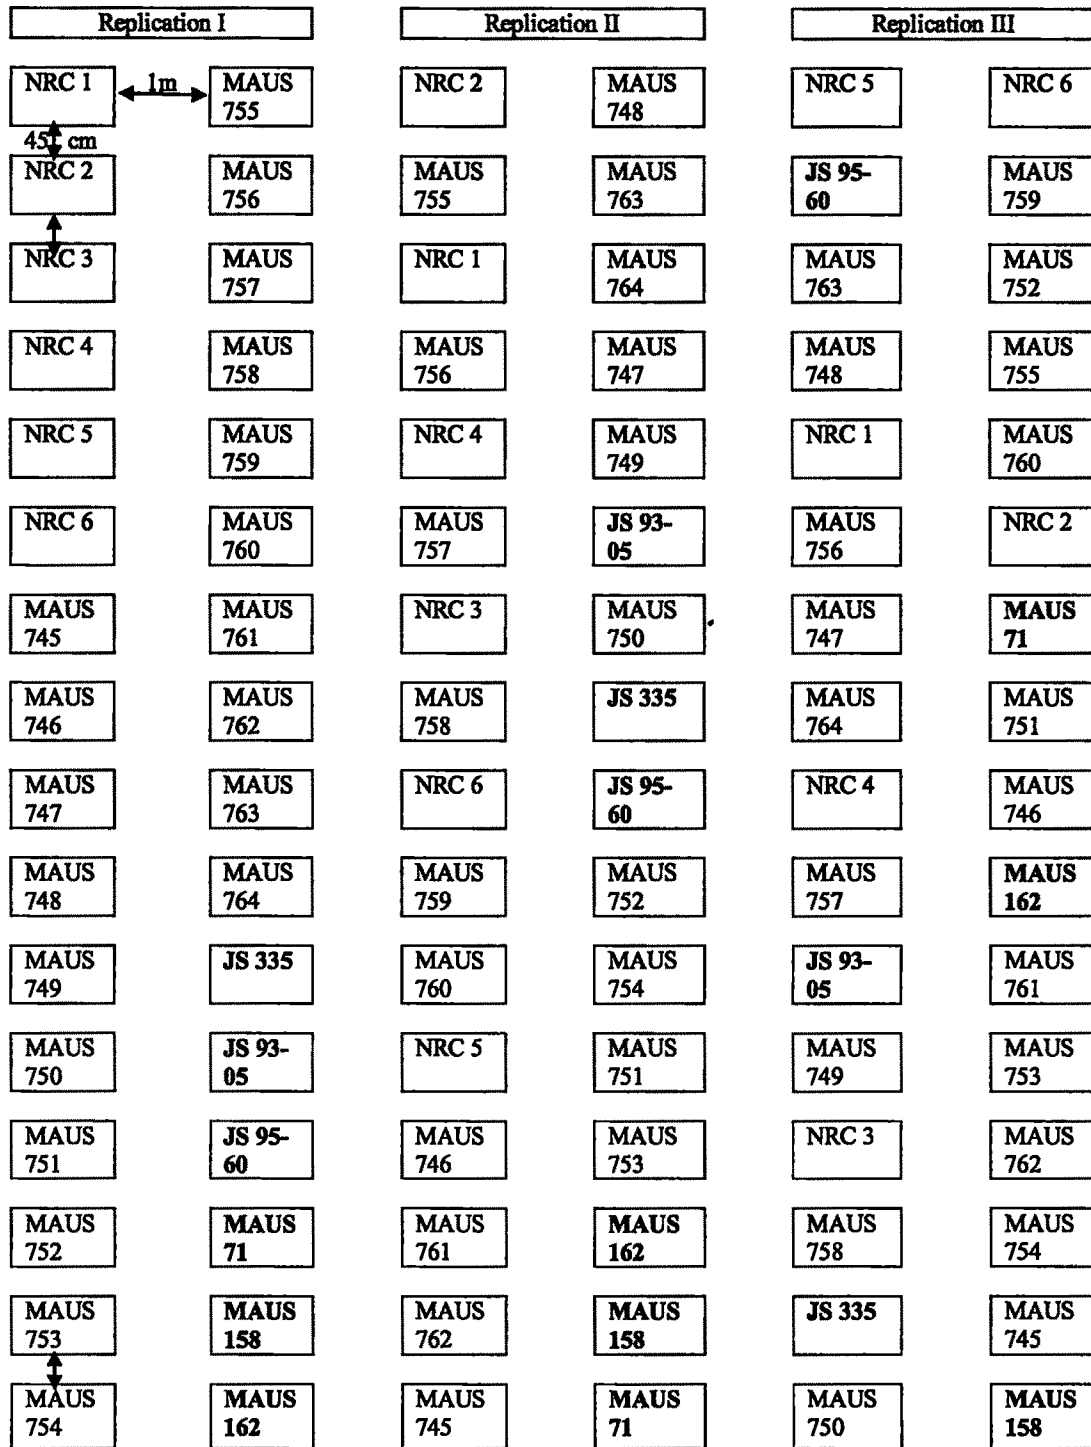 Replication I Replication II Replication III
NRC 1 1m MAUS NRC 2 MAUS NRC 5 NRC 6
755 748
45 cm
NRC 2 MAUS MAUS MAUS JS 95- MAUS
756 755 763 60 759
NRC 3 MAUS NRC 1 MAUS MAUS MAUS
757 764 763 752
NRC 4 MAUS MAUS MAUS MAUS MAUS
758 756 747 748 755
NRC 5 MAUS NRC 4 MAUS NRC 1 MAUS
759 749 760
NRC 6 MAUS MAUS JS 93- MAUS NRC 2
760 757 05 756
MAUS MAUS NRC 3 MAUS MAUS MAUS
745 761 750 747 71
MAUS MAUS MAUS JS 335 MAUS MAUS
746 762 758 764 751
MAUS MAUS NRC 6 JS 95- NRC 4 MAUS
747 763 60 746
MAUS MAUS MAUS MAUS MAUS MAUS
748 764 759 752 757 162
MAUS JS 335 MAUS MAUS JS 93- MAUS
749 760 754 05 761
MAUS JS 93- NRC 5 MAUS MAUS MAUS
750 05 751 749 753
MAUS JS 95- MAUS MAUS NRC 3 MAUS
751 60 746 753 762
MAUS MAUS MAUS MAUS MAUS MAUS
752 71 761 162 758 754
MAUS MAUS MAUS MAUS JS 335 MAUS
753 158 762 158 745
MAUS MAUS MAUS MAUS MAUS MAUS
754 162 745 71 750 158